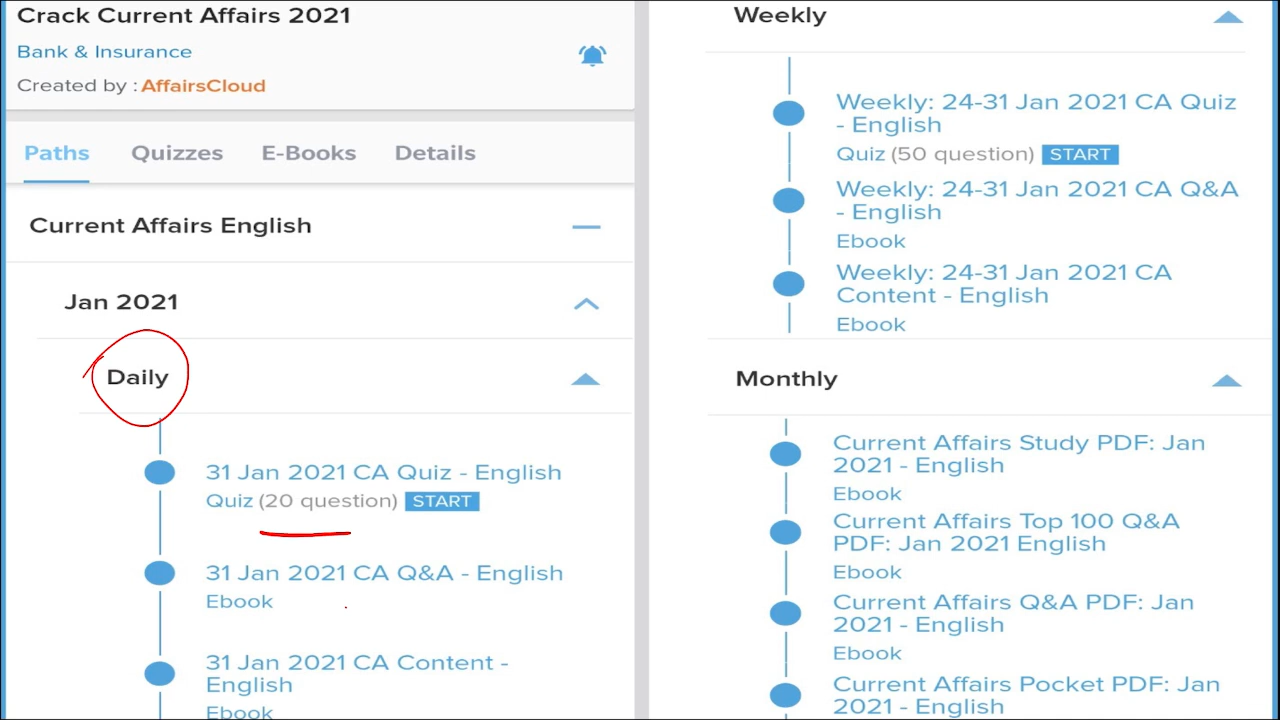 Crack Current Affairs 2021
Bank & Insurance
Created by : AffairsCloud
Paths Quizzes E-Books Details
Current Affairs English
Jan 2021
Daily
31 Jan 2021 CA Quiz - English
Quiz (20 question) START
31 Jan 2021 CA Q&A - English
Ebook
31 Jan 2021 CA Content -
English
Ebook
Weekly
Weekly: 24-31 Jan 2021 CA Quiz
- English
Quiz (50 question) START
Weekly: 24-31 Jan 2021 CA Q&A
- English
Ebook
Weekly: 24-31 Jan 2021 CA
Content - English
Ebook
Monthly
Current Affairs Study PDF: Jan
2021 - English
Ebook
Current Affairs Top 100 Q&A
PDF: Jan 2021 English
Ebook
Current Affairs Q&A PDF: Jan
2021 - English
Ebook
Current Affairs Pocket PDF: Jan
2021 - English